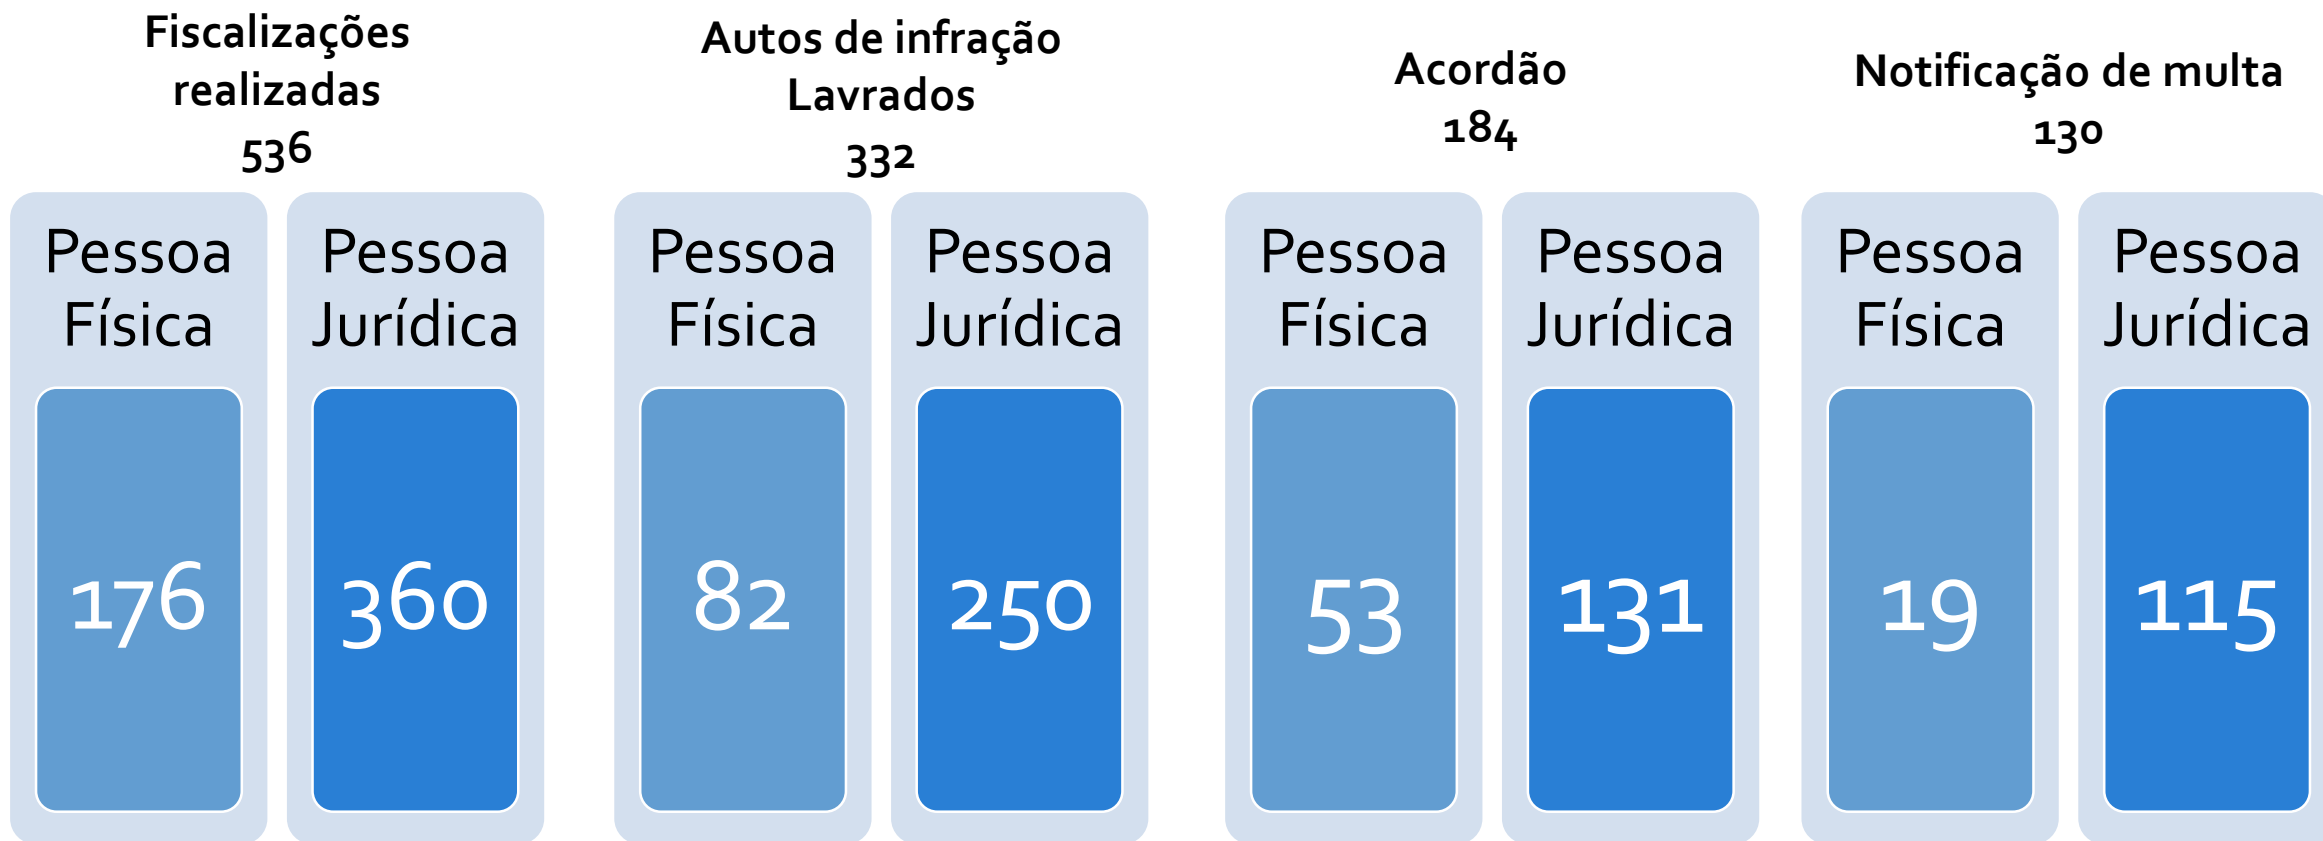 Fiscalizações
realizadas
536
Pessoa
Física
176
Pessoa
Jurídica
360
Autos de infração
Lavrados
332
Pessoa
Física
82
Pessoa
Jurídica
250
Acordão
184
Pessoa
Física
53
Pessoa
Jurídica
131
Notificação de multa
130
Pessoa
Física
19
Pessoa
Jurídica
115